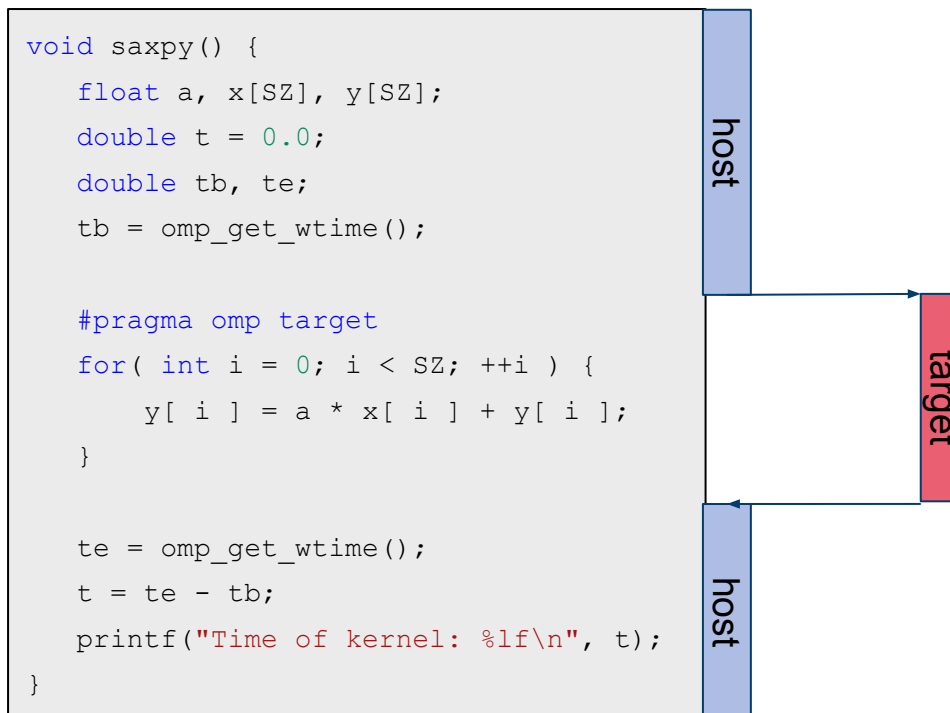 void saxpy() {
    float a, x[SZ], y[SZ];
    double t = 0.0;
    double tb, te;
    tb = omp_get_wtime();
    #pragma omp target
    for( int i = 0; i < SZ; ++i ) {
        y[ i ] = a * x[ i ] + y[ i ];
    }
    te = omp_get_wtime();
    t = te - tb;
    printf("Time of kernel: %lf\n", t);
}
host
target
host